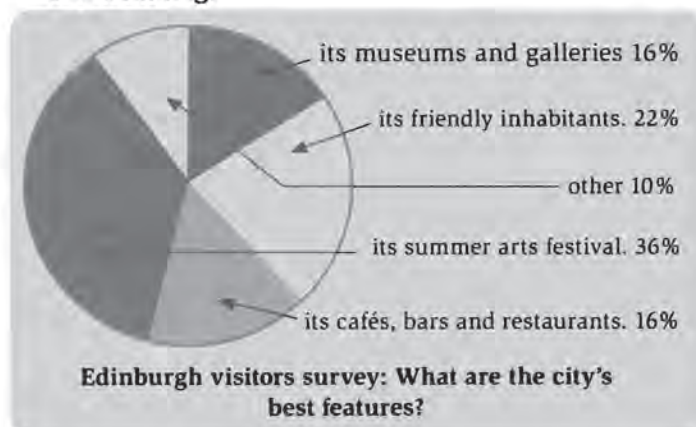 its museums and galleries 16%
its friendly inhabitants. 22%
other 10%
its summer arts festival. 36%
its cafés, bars and restaurants. 16%
Edinburgh visitors survey: What are the city's
best features?